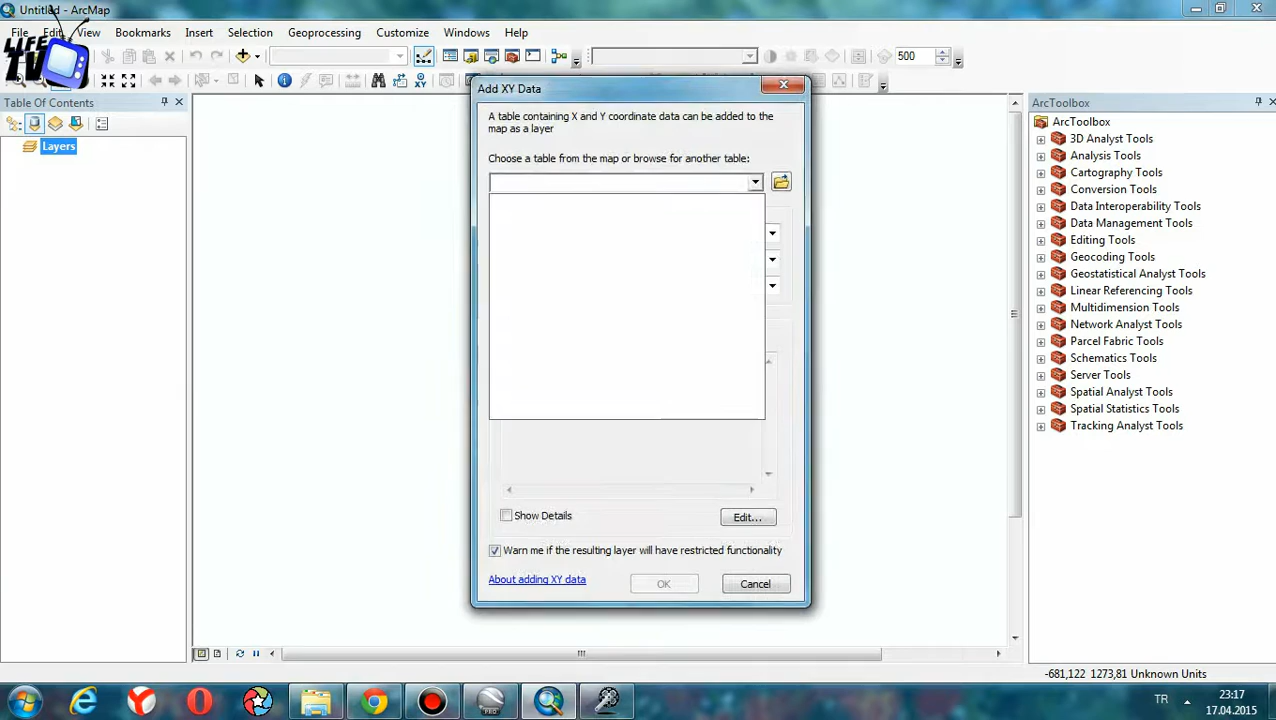 Untitled - ArcMap
File Edit View Bookmarks Insert Selection Geoprocessing Customize Windows Help
LIFE
TV
500
Table Of Contents
Layers
Add XY Data
A table containing X and Y coordinate data can be added to the
map as a layer
Choose a table from the map or browse for another table:
Show Details
Edit...
Warn me if the resulting layer will have restricted functionality
About adding XY data
OK
Cancel
ArcToolbox
ArcToolbox
3D Analyst Tools
Analysis Tools
Cartography Tools
Conversion Tools
Data Interoperability Tools
Data Management Tools
Editing Tools
Geocoding Tools
Geostatistical Analyst Tools
Linear Referencing Tools
Multidimension Tools
Network Analyst Tools
Parcel Fabric Tools
Schematics Tools
Server Tools
Spatial Analyst Tools
Spatial Statistics Tools
Tracking Analyst Tools
-681,122 1273,81 Unknown Units
PRO
TR
23:17
17.04.2015